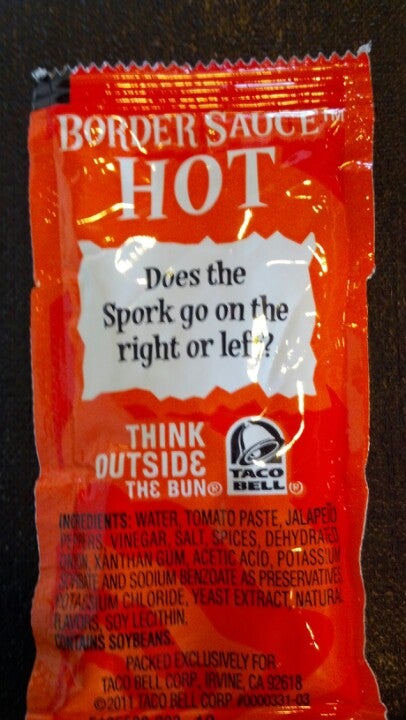 BORDER SAUCE™
HOT
Does the
Spork go on the
right or left?
THINK
OUTSIDE
THE BUN®
TACO
BELL®
INGREDIENTS: WATER, TOMATO PASTE, JALAPEÑO
PEPPERS, VINEGAR, SALT, SPICES, DEHYDRATED
ONION, XANTHAN GUM, ACETIC ACID, POTASSIUM
SORBATE AND SODIUM BENZOATE AS PRESERVATIVES
POTASSIUM CHLORIDE, YEAST EXTRACT, NATURAL
FLAVORS, SOY LECITHIN.
CONTAINS SOYBEANS.
PACKED EXCLUSIVELY FOR
TACO BELL CORP., IRVINE, CA 92618
©2011 TACO BELL CORP. #0000331-03